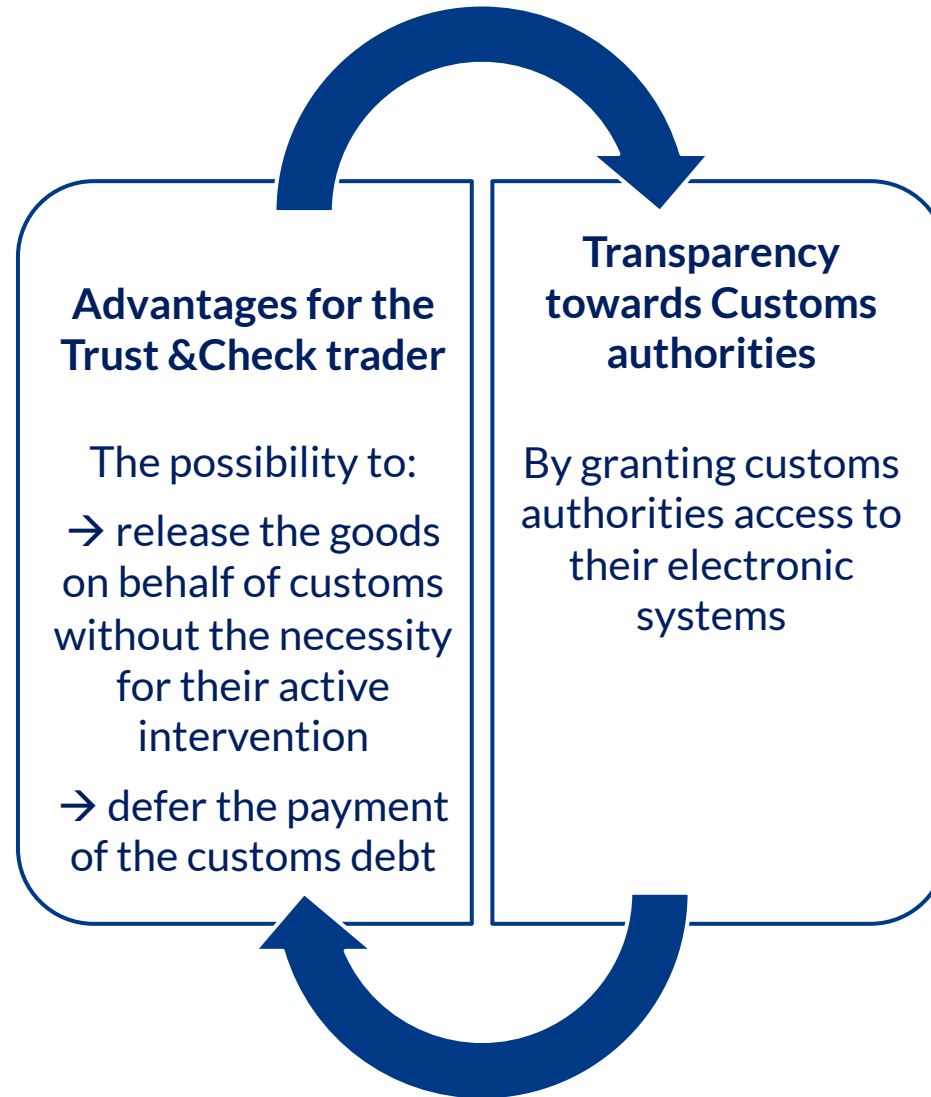 Advantages for the
Trust &Check trader
The possibility to:
→ release the goods
on behalf of customs
without the necessity
for their active
intervention
→ defer the payment
of the customs debt
Transparency
towards Customs
authorities
By granting customs
authorities access to
their electronic
systems